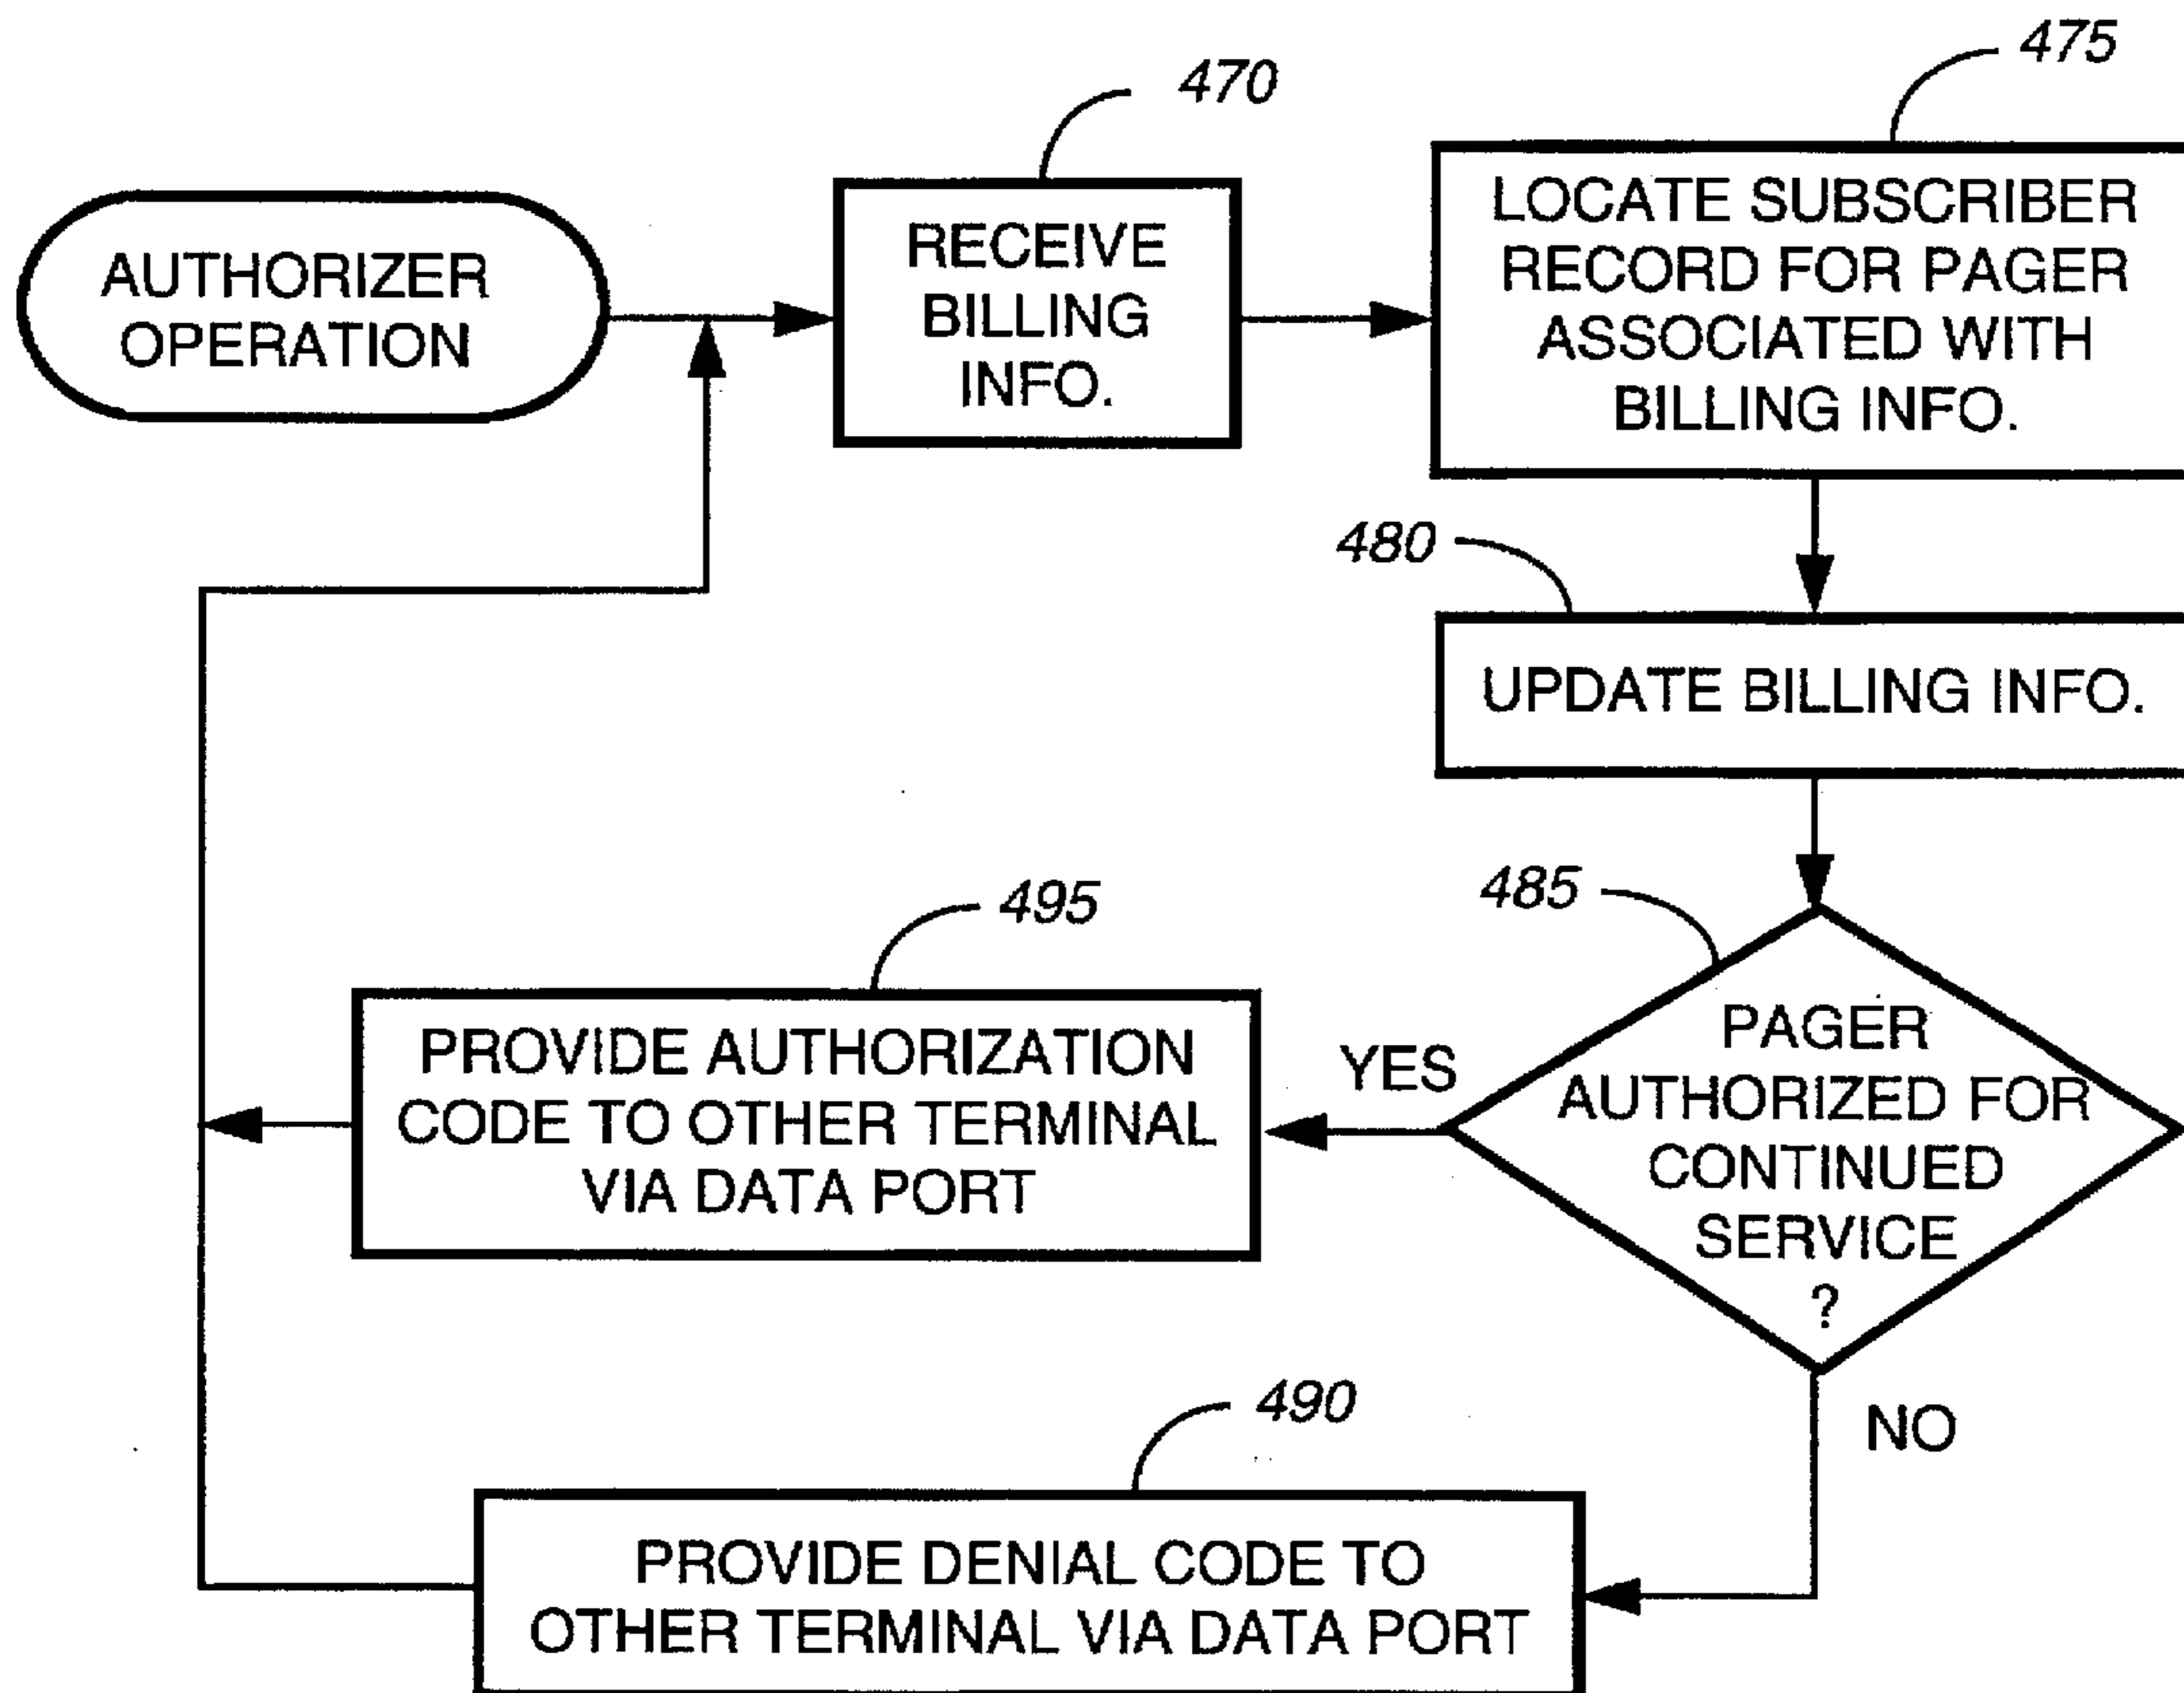 AUTHORIZER
OPERATION
470
RECEIVE
BILLING
INFO.
475
LOCATE SUBSCRIBER
RECORD FOR PAGER
ASSOCIATED WITH
BILLING INFO.
480
UPDATE BILLING INFO.
485
PAGER
AUTHORIZED FOR
CONTINUED
SERVICE
?
YES
495
PROVIDE AUTHORIZATION
CODE TO OTHER TERMINAL
VIA DATA PORT
NO
490
PROVIDE DENIAL CODE TO
OTHER TERMINAL VIA DATA PORT